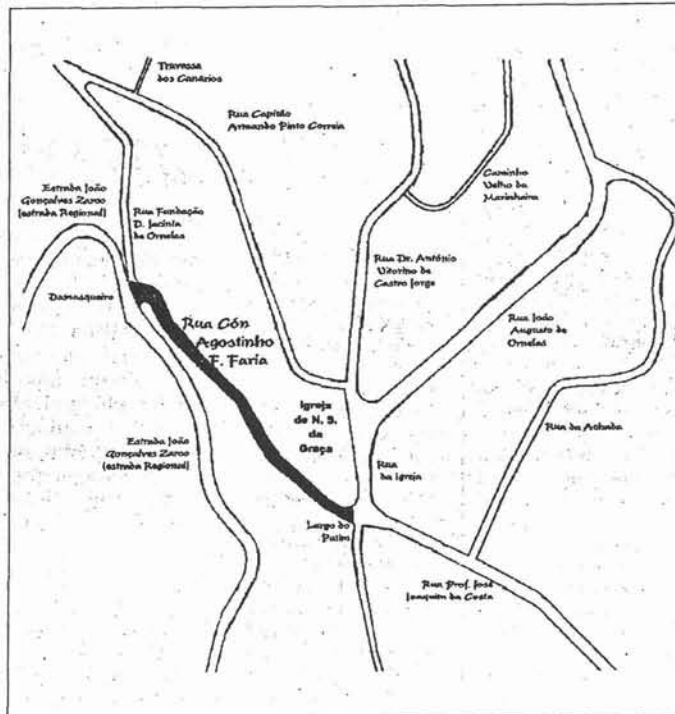 Travessa
dos Canários
Rua Capitão
Armando Pinto Correia
Estrada João
Gonçalves Zarco
(estrada Regional)
Rua Fundação
D. Jacinta
de Ornelas
Caminho
Velho da
Marinheira
Damasqueiro
Rua Dr. António
Vitorino de
Castro Jorge
Rua Cón
Agostinho
F. Faria
Rua João
Augusto de
Ornelas
Igreja
de N. S.
da
Graça
Rua da Achada
Estrada João
Gonçalves Zarco
(estrada Regional)
Rua
da Igreja
Largo do
Rua Prof. José
Joaquim da Costa